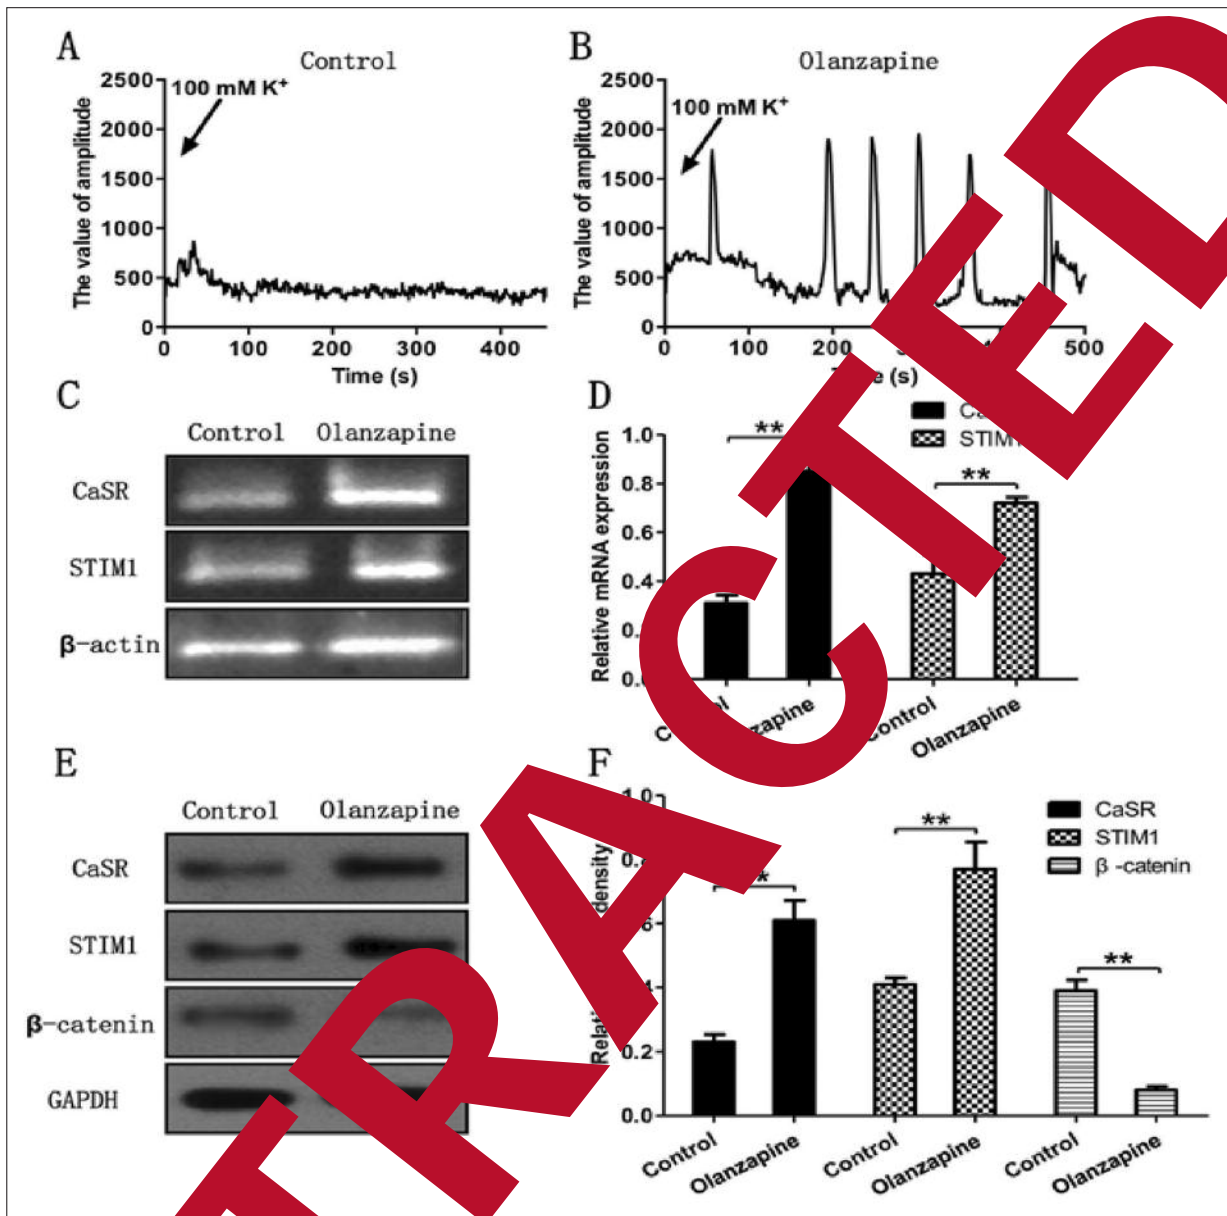 A
Control
100 mM K+
The value of amplitude
2500
2000
1500
1000
500
0
0 100 200 300 400
Time (s)
B
Olanzapine
100 mM K+
The value of amplitude
2500
2000
1500
1000
500
0
0 100 200 500
(s)
C
Control Olanzapine
CaSR
STIM1
β-actin
D
STIM1
** **
Relative mRNA expression
1.0
0.8
0.6
0.4
Control
Olanzapine
E
Control Olanzapine
CaSR
STIM1
β-catenin
GAPDH
F
CaSR
STIM1
β-catenin
** **
density
0.2
0.0
Control
Olanzapine
Control
Olanzapine
Control
Olanzapine
TRACTED